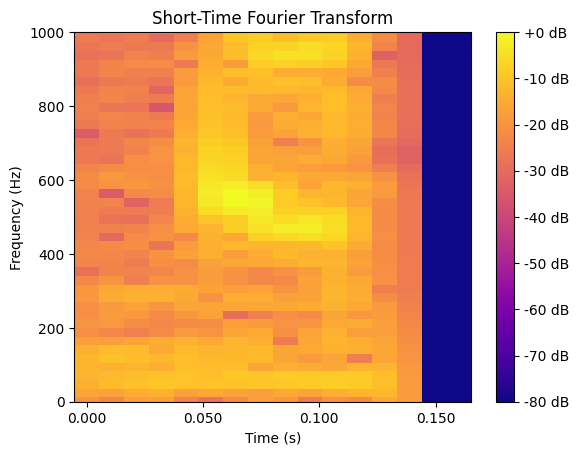 Short-Time Fourier Transform
1000
800
600
400
200
0
Frequency (Hz)
0.000
0.050
0.100
0.150
Time (s)
+0 dB
-10 dB
-20 dB
-30 dB
-40 dB
-50 dB
-60 dB
-70 dB
-80 dB